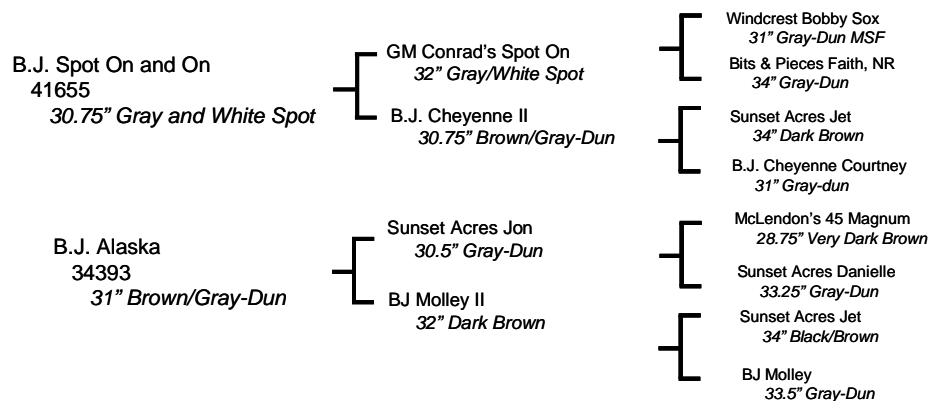 B.J. Spot On and On
41655
30.75” Gray and White Spot
GM Conrad’s Spot On
32” Gray/White Spot
B.J. Cheyenne II
30.75” Brown/Gray-Dun
Windcrest Bobby Sox
31” Gray-Dun MSF
Bits & Pieces Faith, NR
34” Gray-Dun
Sunset Acres Jet
34” Dark Brown
B.J. Cheyenne Courtney
31” Gray-dun
B.J. Alaska
34393
31” Brown/Gray-Dun
Sunset Acres Jon
30.5” Gray-Dun
BJ Molley II
32” Dark Brown
McLendon’s 45 Magnum
28.75” Very Dark Brown
Sunset Acres Danielle
33.25” Gray-Dun
Sunset Acres Jet
34” Black/Brown
BJ Molley
33.5” Gray-Dun